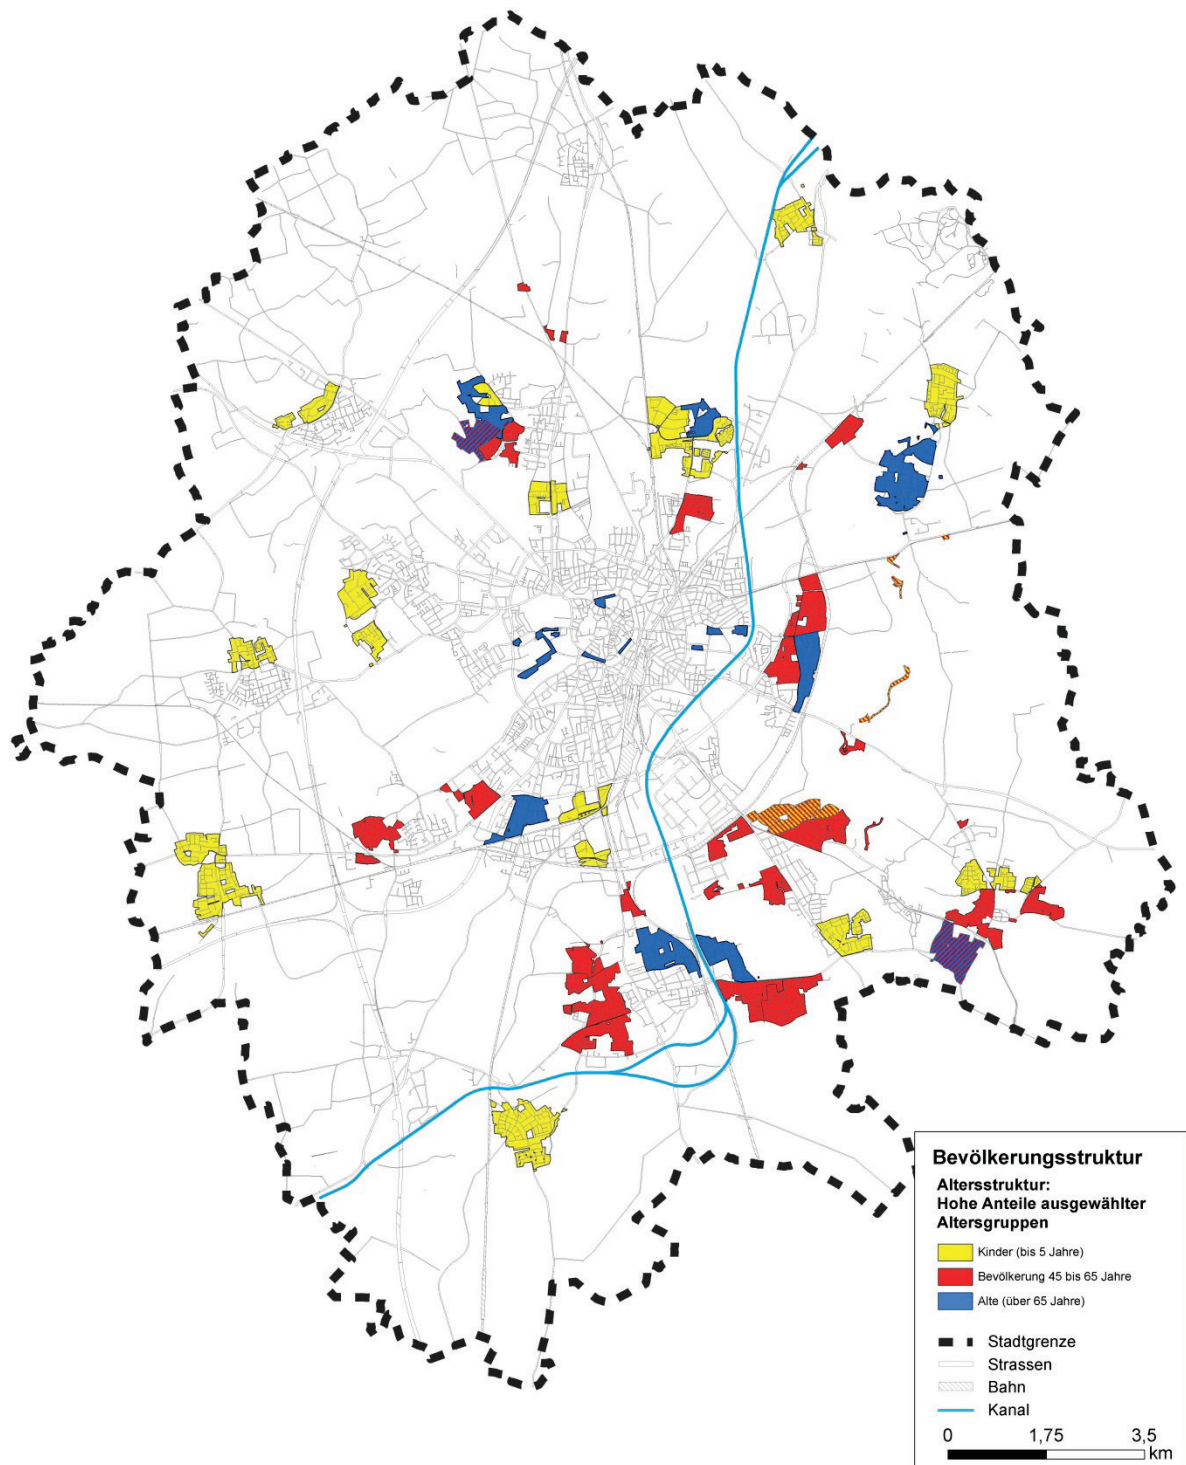 Bevölkerungsstruktur
Altersstruktur:
Hohe Anteile ausgewählter
Altersgruppen
Kinder (bis 5 Jahre)
Bevölkerung 45 bis 65 Jahre
Alte (über 65 Jahre)
Stadtgrenze
Strassen
Bahn
Kanal
0 1,75 3,5
km